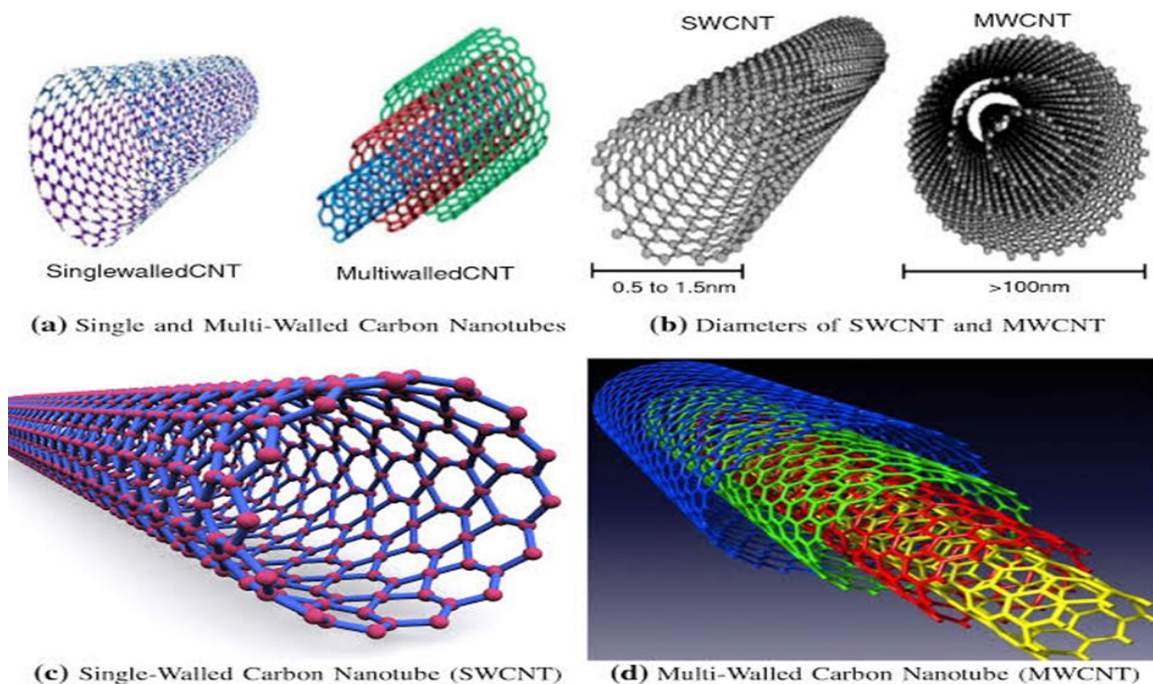 SWCNT
MWCNT
SinglewalledCNT
MultiwalledCNT
0.5 to 1.5nm
>100nm
(a) Single and Multi-Walled Carbon Nanotubes
(b) Diameters of SWCNT and MWCNT
(c) Single-Walled Carbon Nanotube (SWCNT)
(d) Multi-Walled Carbon Nanotube (MWCNT)